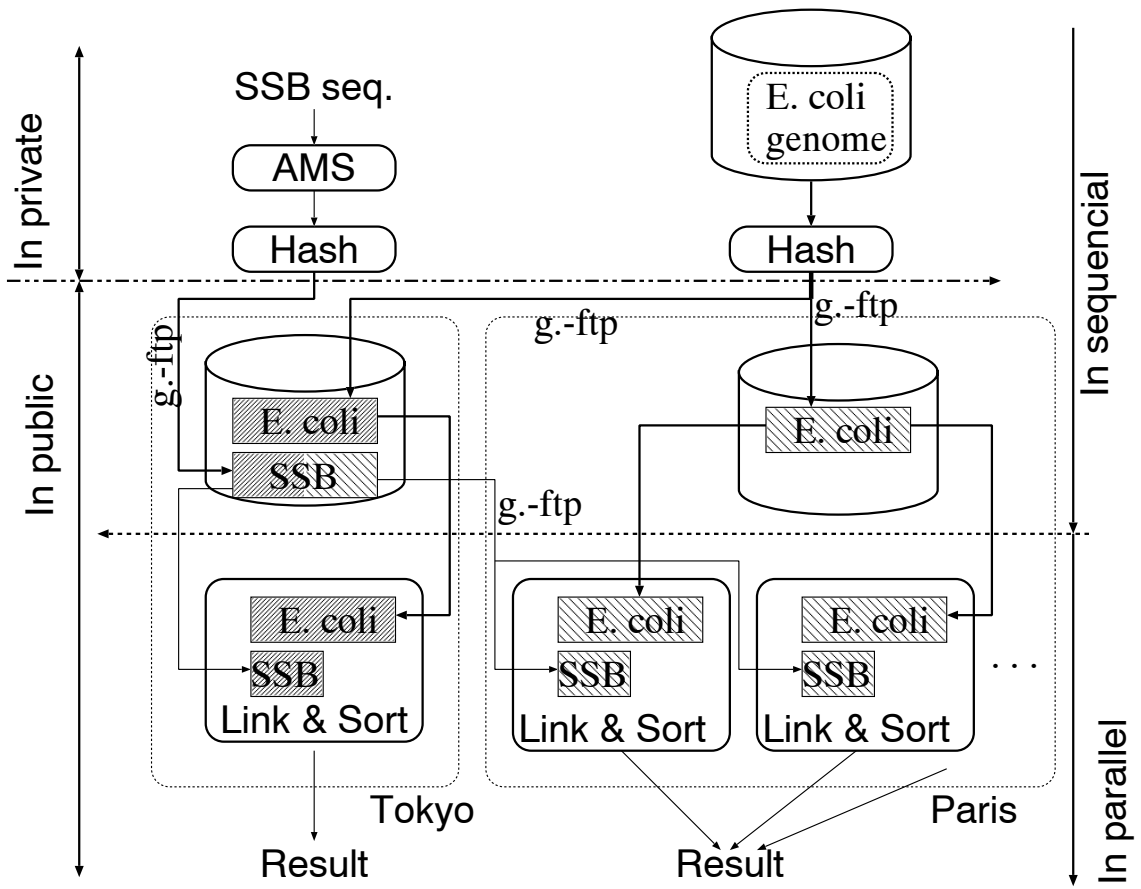 SSB seq.
E. coli
genome
AMS
Hash
Hash
In private
In sequencial
g.-ftp
g.-ftp
g.-ftp
E. coli
E. coli
SSB
g.-ftp
In public
E. coli
E. coli
E. coli
SSB
SSB
SSB
. . .
Link & Sort
Link & Sort
Link & Sort
Tokyo
Paris
In parallel
Result
Result